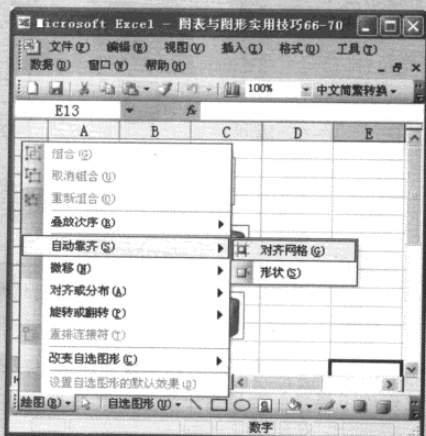 Microsoft Excel - 图表与图形实用技巧66-70
文件(F) 编辑(E) 视图(V) 插入(I) 格式(O) 工具(T)
数据(D) 窗口(W) 帮助(H)
100% 中文简繁转换
E13 fx
A B C D E
组合(G)
取消组合(U)
重新组合(O)
叠放次序(R)
自动靠齐(S)
对齐网格(G)
微移(N)
形状(S)
对齐或分布(A)
旋转或翻转(P)
重排连接符(T)
改变自选图形(C)
设置自选图形的默认效果(D)
绘图(R) 自选图形(U)
数字